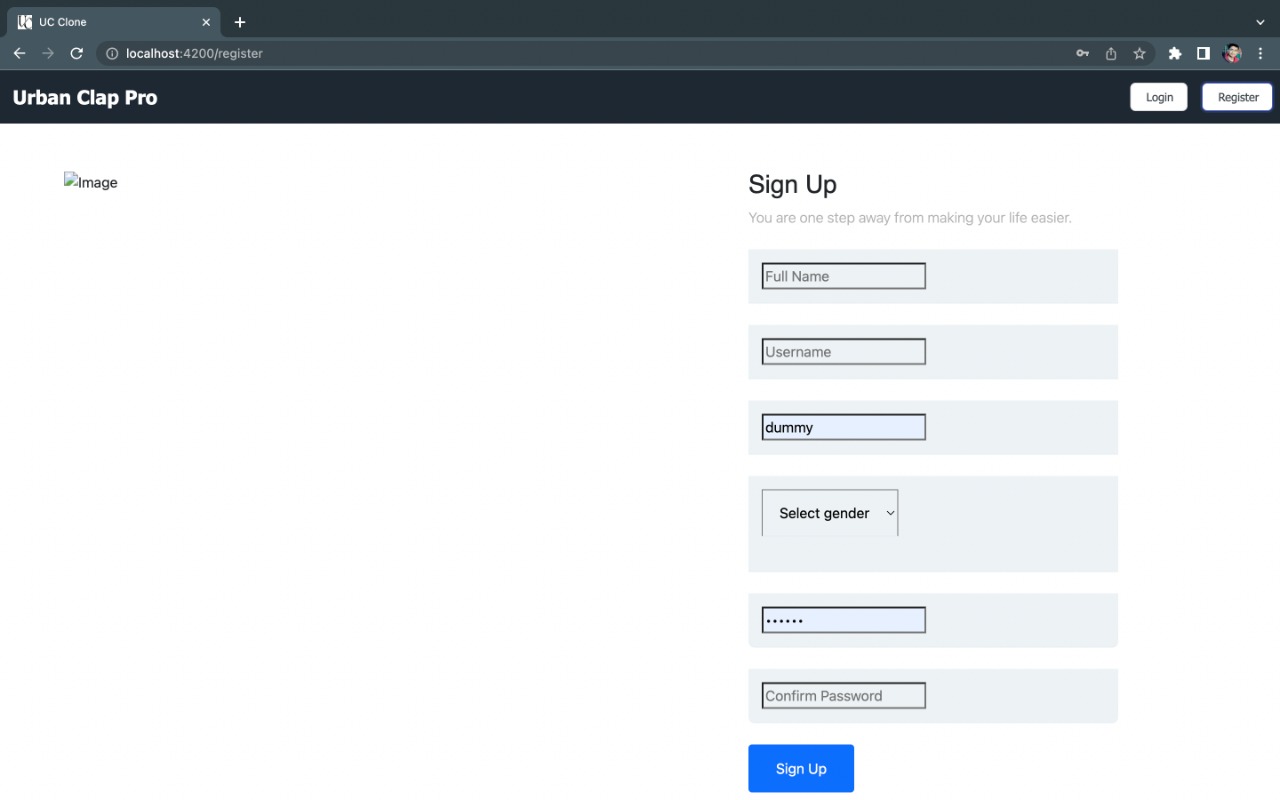 UC Clone
localhost:4200/register
Urban Clap Pro
Login
Register
Image
Sign Up
You are one step away from making your life easier.
Full Name
Username
dummy
Select gender
••••••
Confirm Password
Sign Up